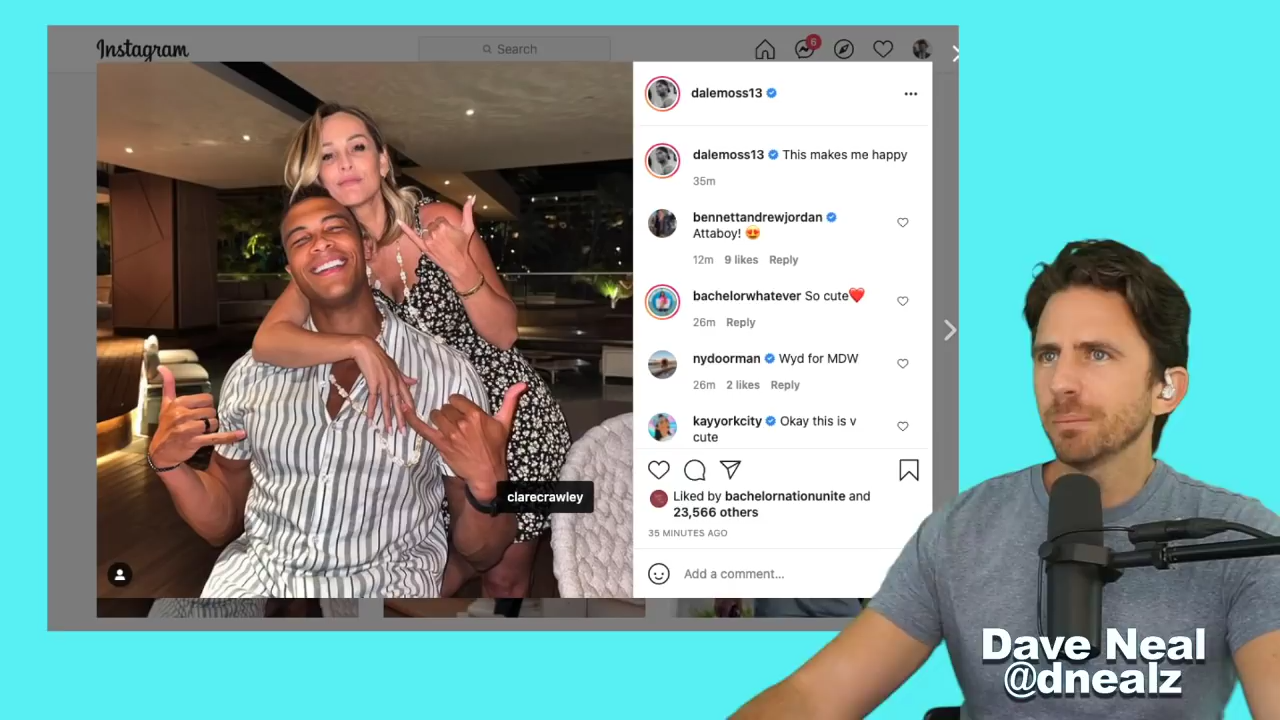 Instagram
Search
6
dalemoss13
dalemoss13 This makes me happy
35m
bennettandrewjordan
Attaboy! 😍
12m 9 likes Reply
bachelorwhatever So cute❤️
26m Reply
nydoorman Wyd for MDW
26m 2 likes Reply
kayyorkcity Okay this is v
cute
clarecrawley
Liked by bachelornationunite and
23,566 others
35 MINUTES AGO
Add a comment...
Dave Neal
@dnealz